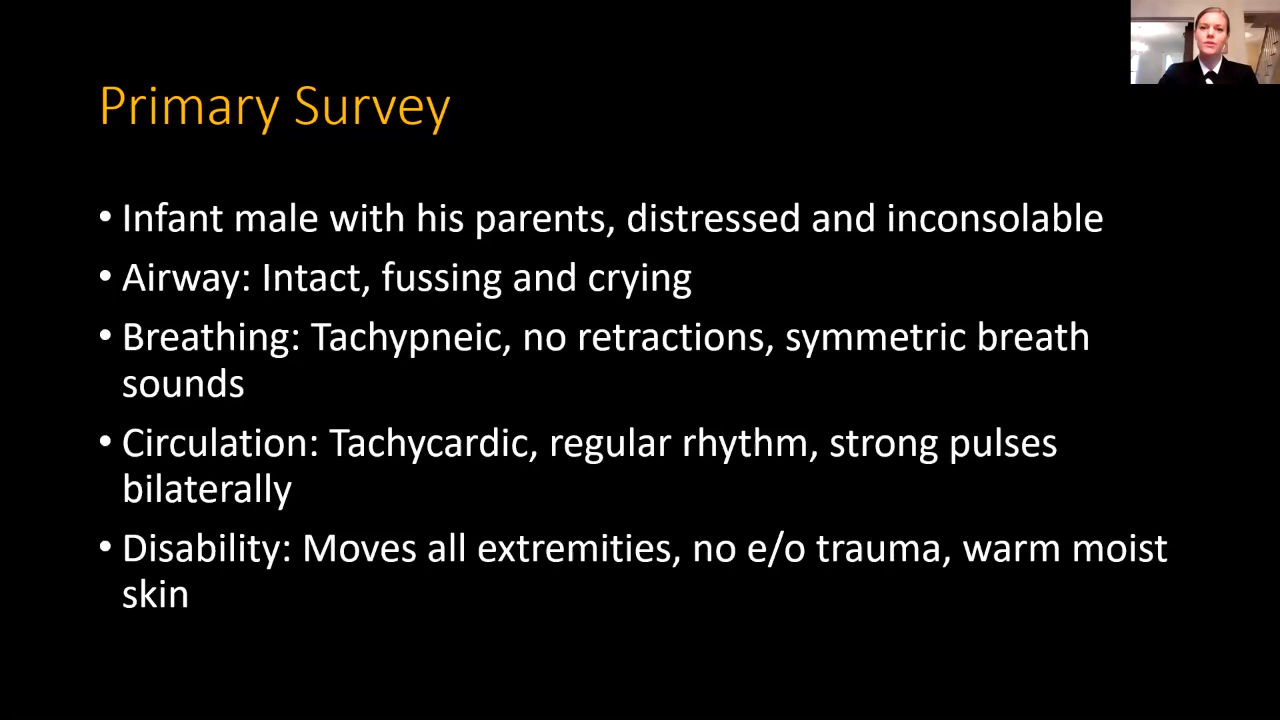 Primary Survey
• Infant male with his parents, distressed and inconsolable
• Airway: Intact, fussing and crying
• Breathing: Tachypneic, no retractions, symmetric breath
sounds
• Circulation: Tachycardic, regular rhythm, strong pulses
bilaterally
• Disability: Moves all extremities, no e/o trauma, warm moist
skin